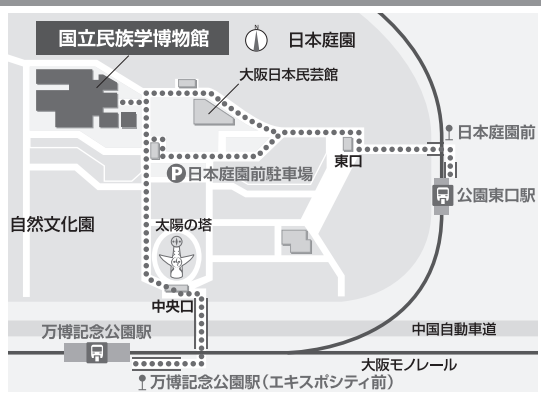 国立民族学博物館
N
日本庭園
大阪日本民芸館
日本庭園前
東口
P日本庭園前駐車場
公園東口駅
自然文化園
太陽の塔
中央口
中国自動車道
万博記念公園駅
大阪モノレール
万博記念公園駅(エキスポシティ前)